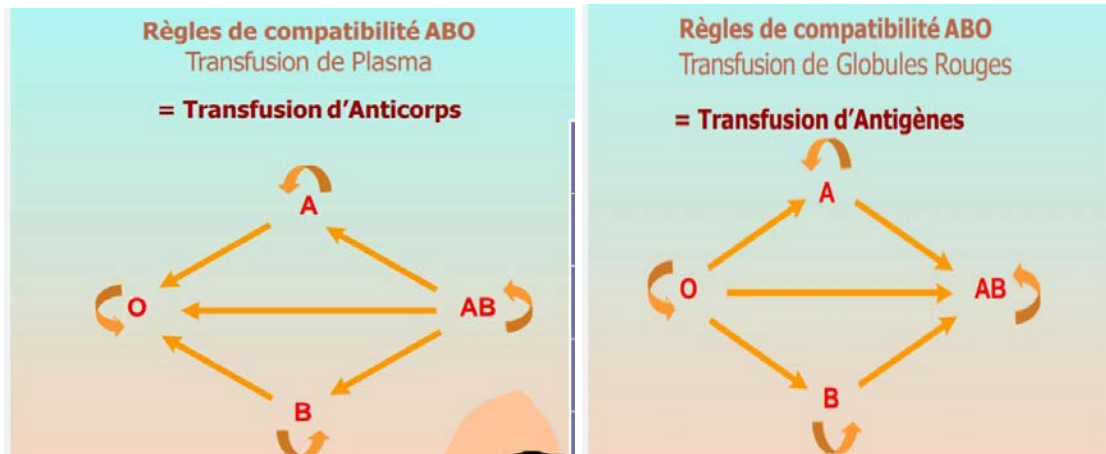 Règles de compatibilité ABO
Transfusion de Plasma
= Transfusion d'Anticorps
A
O
AB
B
Règles de compatibilité ABO
Transfusion de Globules Rouges
= Transfusion d'Antigènes
A
O
AB
B